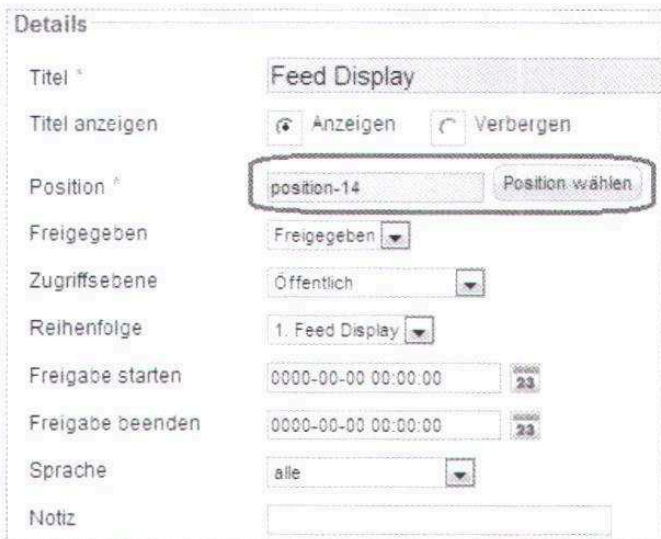 Details
Titel * Feed Display
Titel anzeigen Anzeigen Verbergen
Position * position-14 Position wählen
Freigegeben Freigegeben
Zugriffsebene Öffentlich
Reihenfolge 1. Feed Display
Freigabe starten 0000-00-00 00:00:00 23
Freigabe beenden 0000-00-00 00:00:00 23
Sprache alle
Notiz